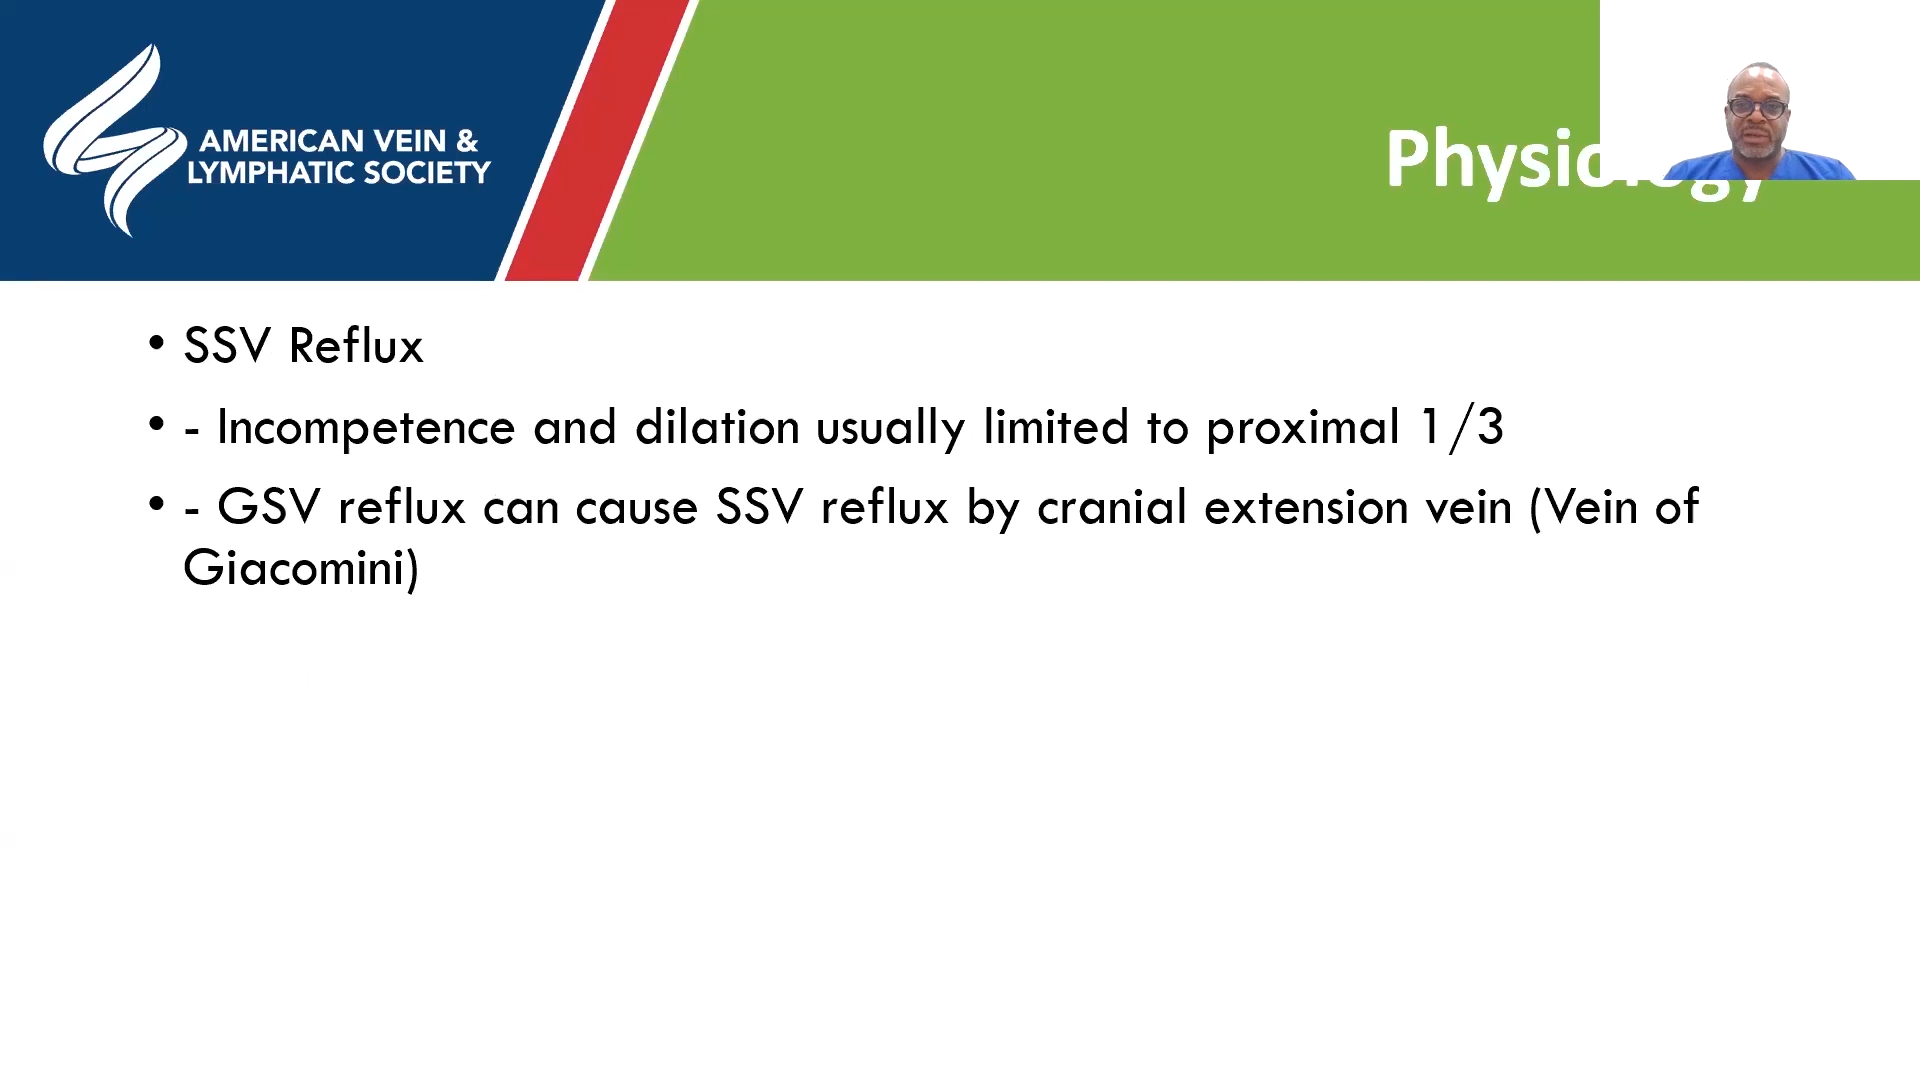 AMERICAN VEIN &
LYMPHATIC SOCIETY
Physiology
• SSV Reflux
• - Incompetence and dilation usually limited to proximal 1/3
• - GSV reflux can cause SSV reflux by cranial extension vein (Vein of
Giacomini)